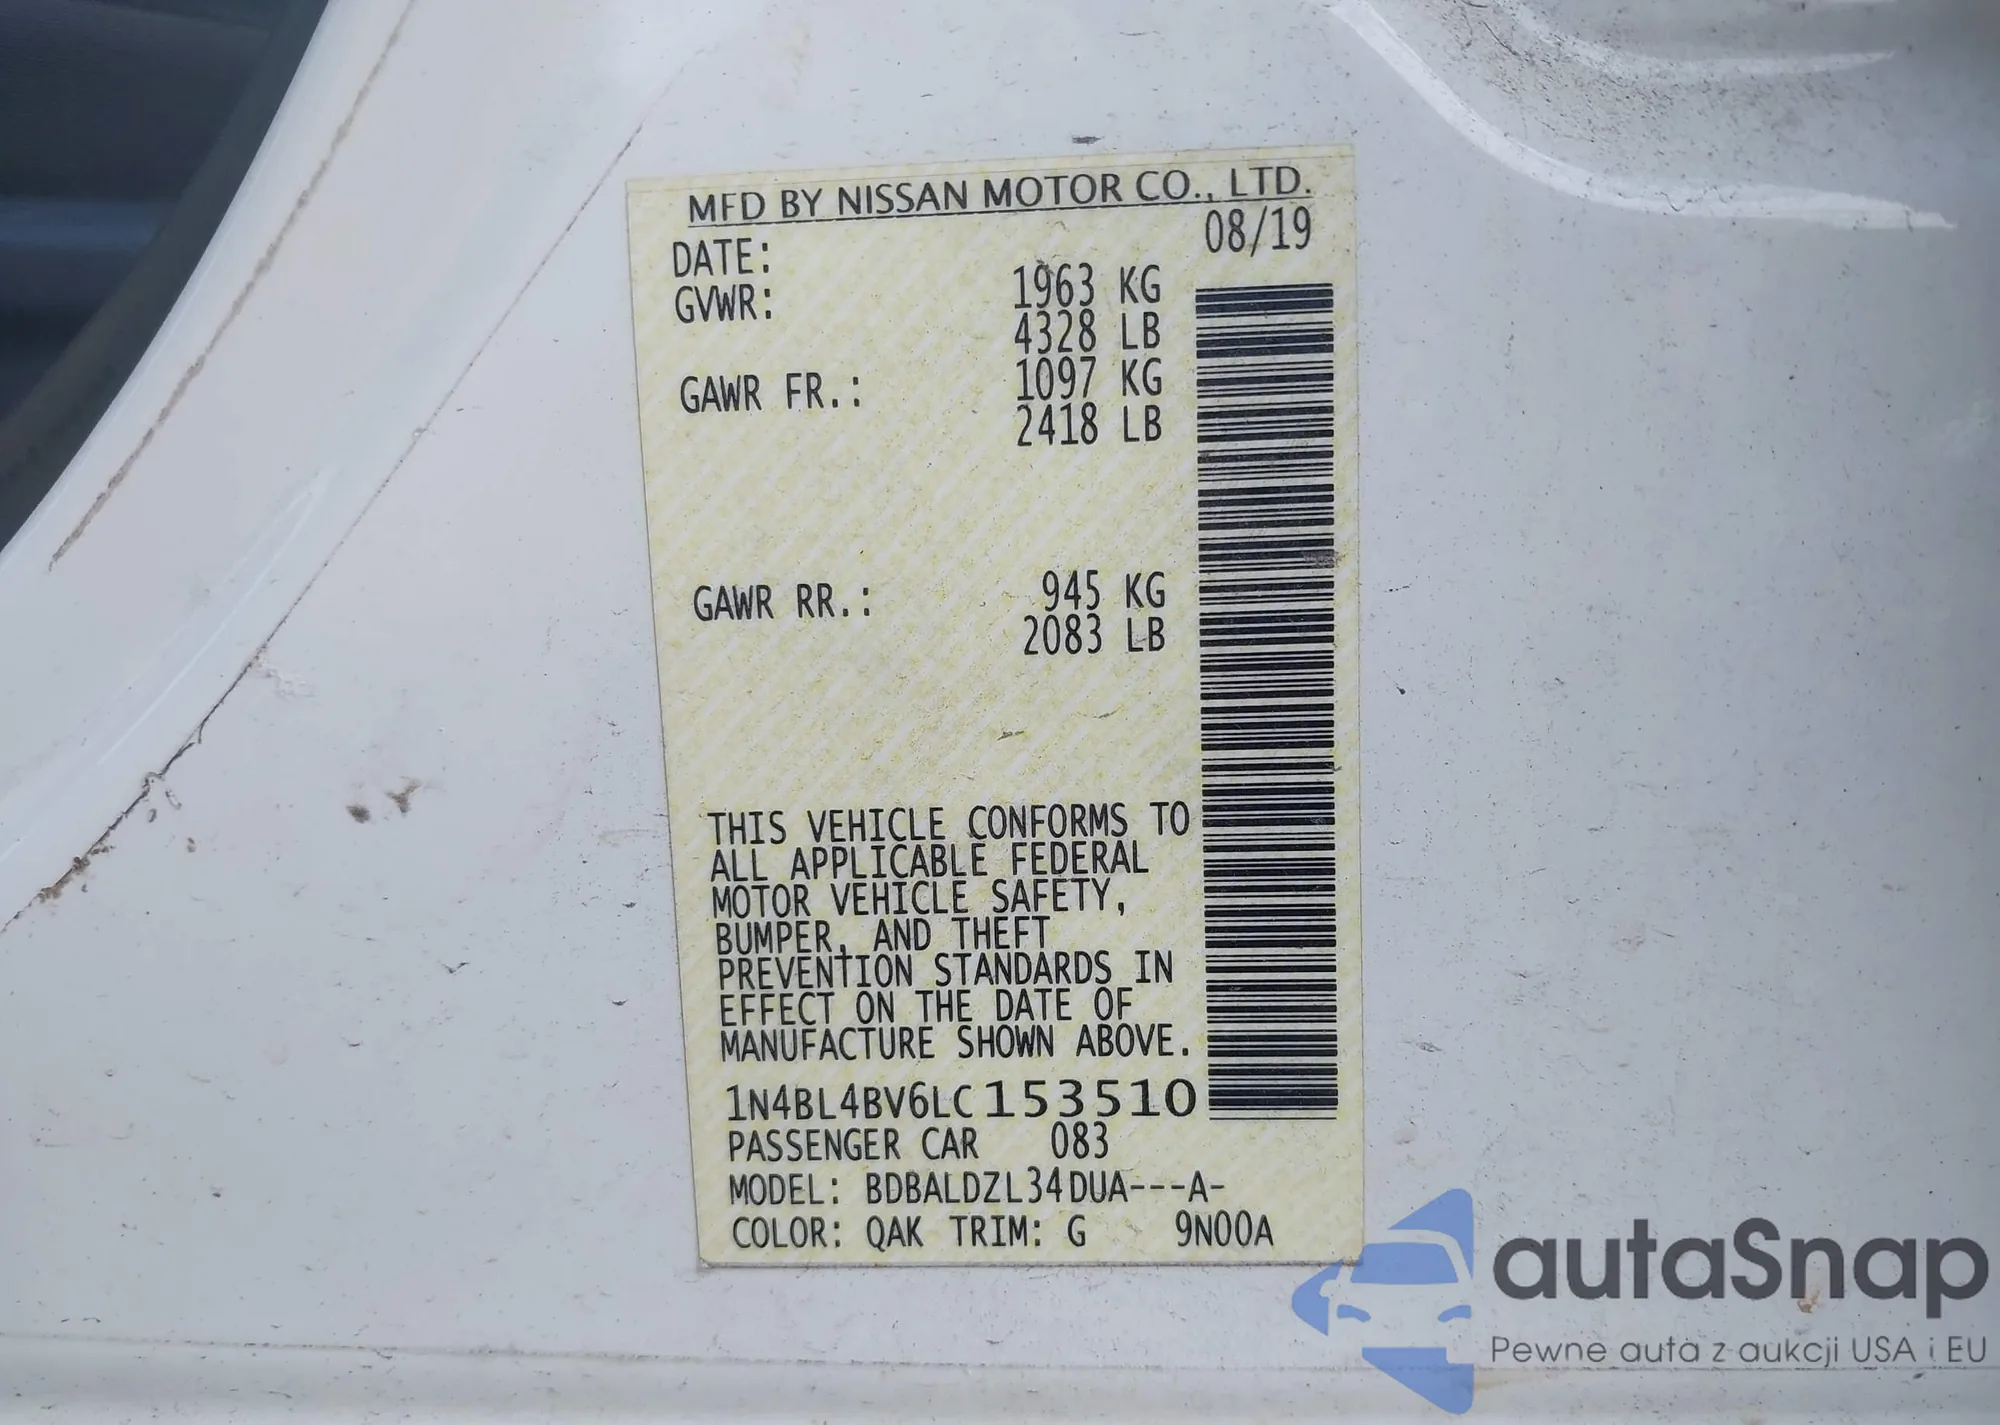 MFD BY NISSAN MOTOR CO., LTD.
DATE: 08/19
GVWR: 1963 KG
4328 LB
GAWR FR.: 1097 KG
2418 LB
GAWR RR.: 945 KG
2083 LB
THIS VEHICLE CONFORMS TO
ALL APPLICABLE FEDERAL
MOTOR VEHICLE SAFETY,
BUMPER, AND THEFT
PREVENTION STANDARDS IN
EFFECT ON THE DATE OF
MANUFACTURE SHOWN ABOVE.
1N4BL4BV6LC153510
PASSENGER CAR 083
MODEL: BDBALDZL34DUA---A-
COLOR: QAK TRIM: G 9N00A
autaSnap
Pewne auta z aukcji USA i EU